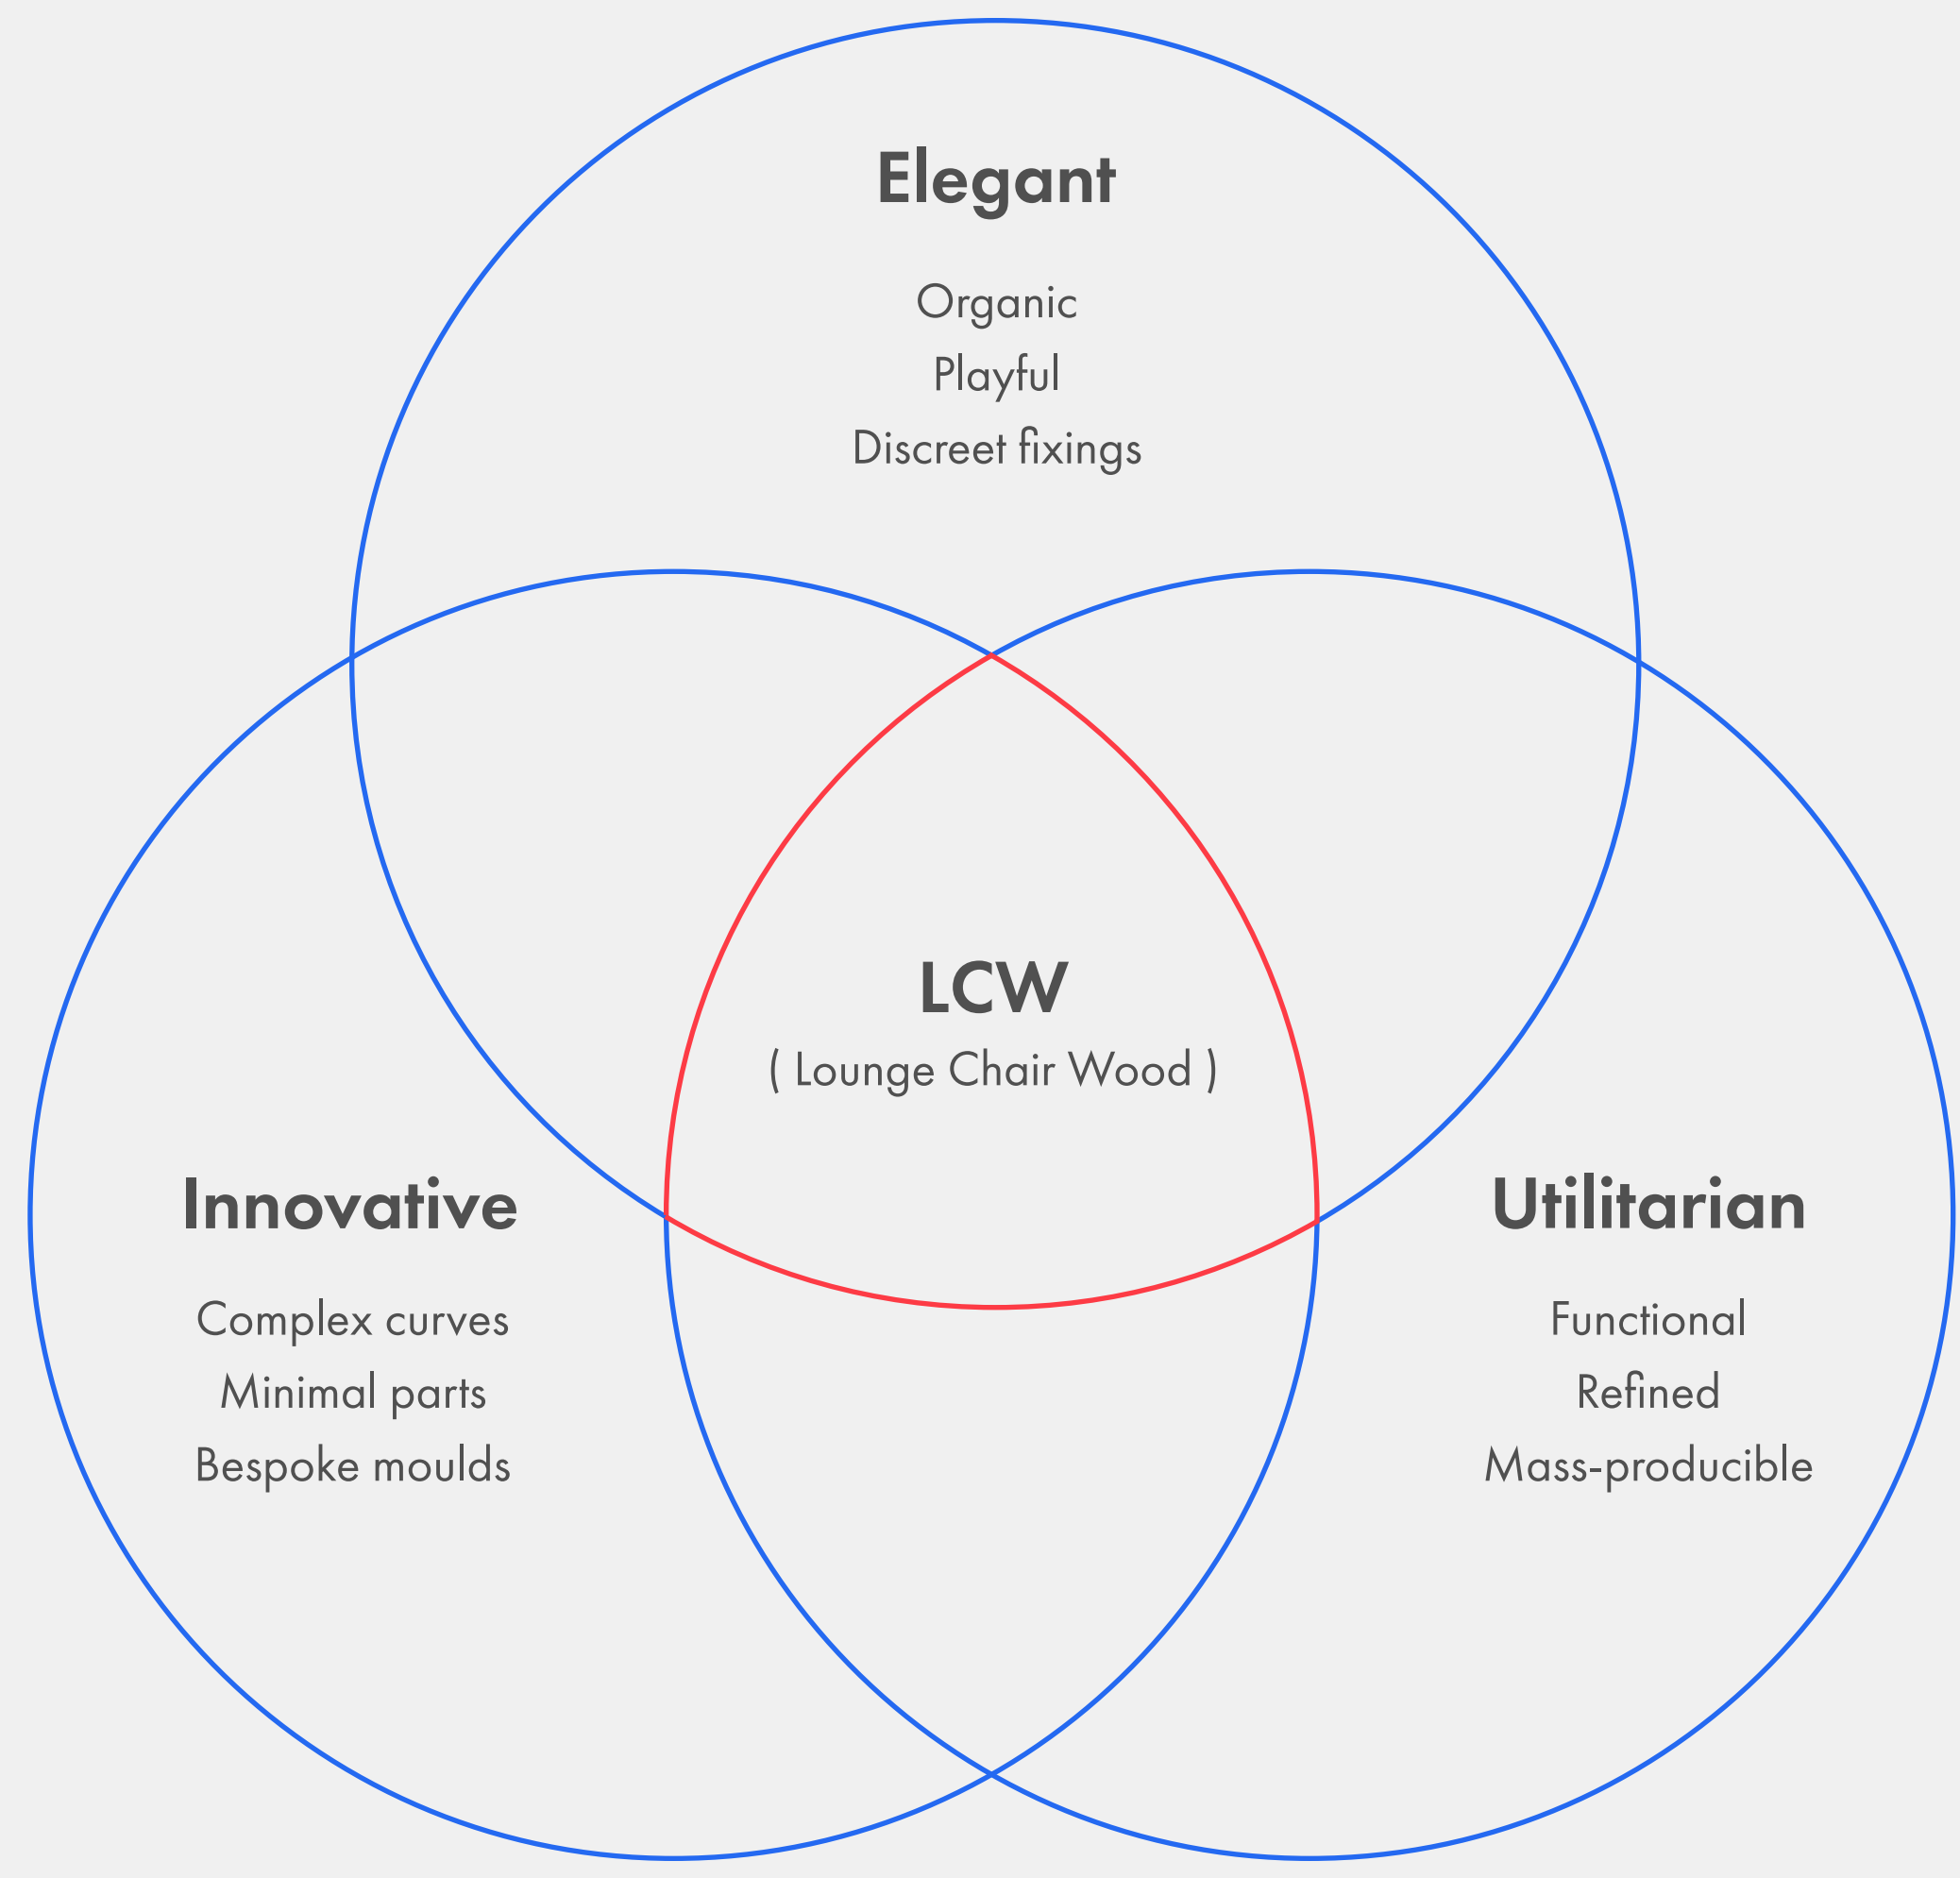 Elegant
Organic
Playful
Discreet fixings
LCW
( Lounge Chair Wood )
Innovative
Complex curves
Minimal parts
Bespoke moulds
Utilitarian
Functional
Refined
Mass-producible